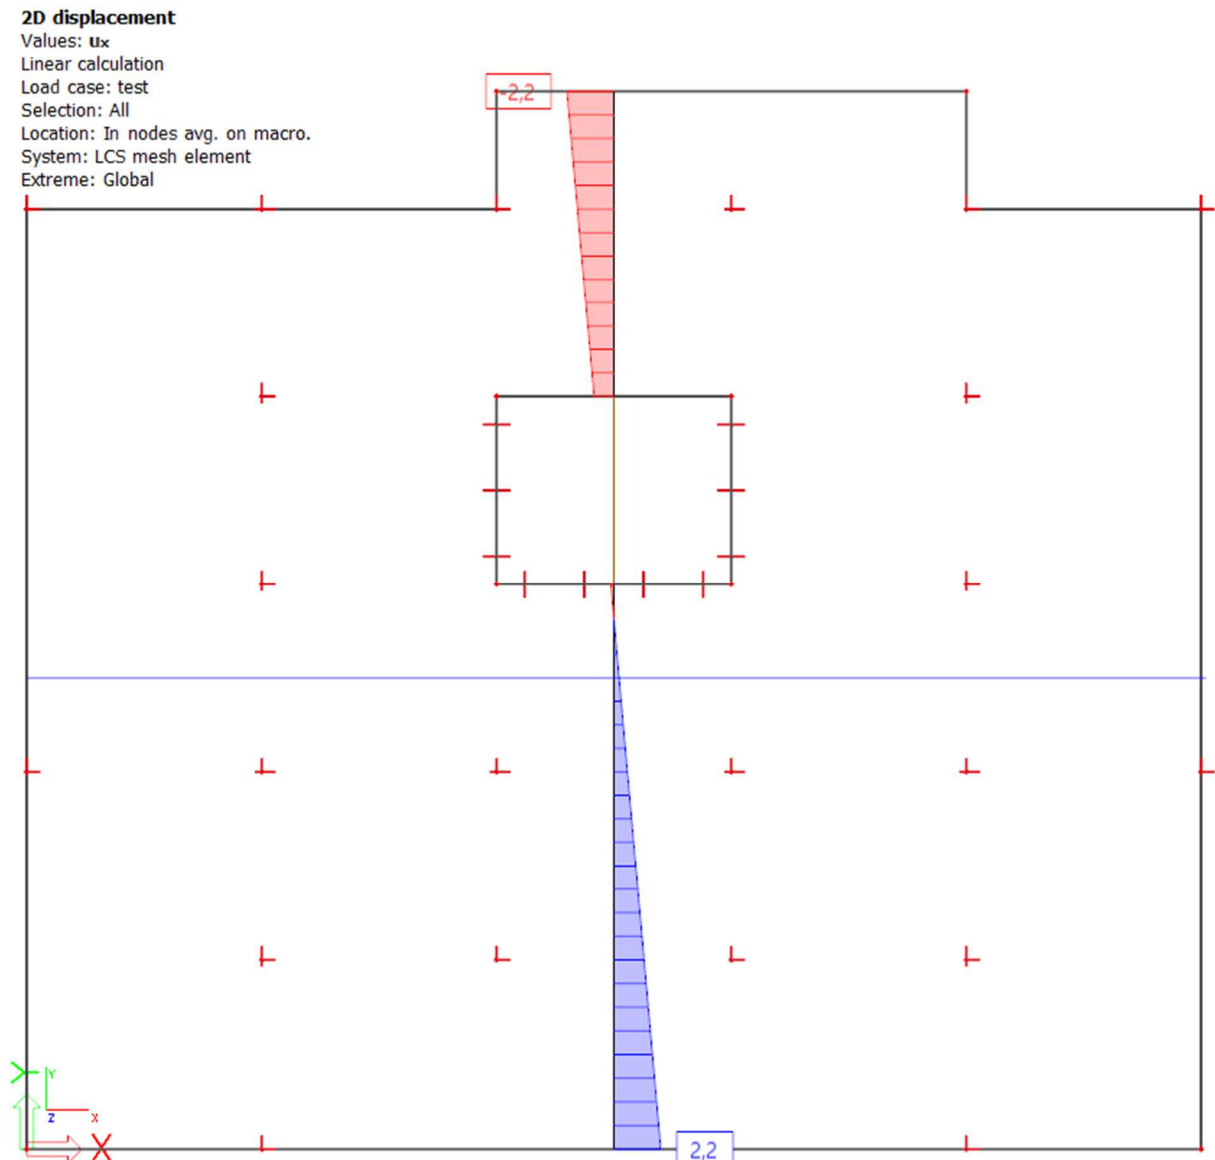 2D displacement
Values: ux
Linear calculation
Load case: test
Selection: All
Location: In nodes avg. on macro.
System: LCS mesh element
Extreme: Global
-2,2
Y
Y
Z
X
X
2,2